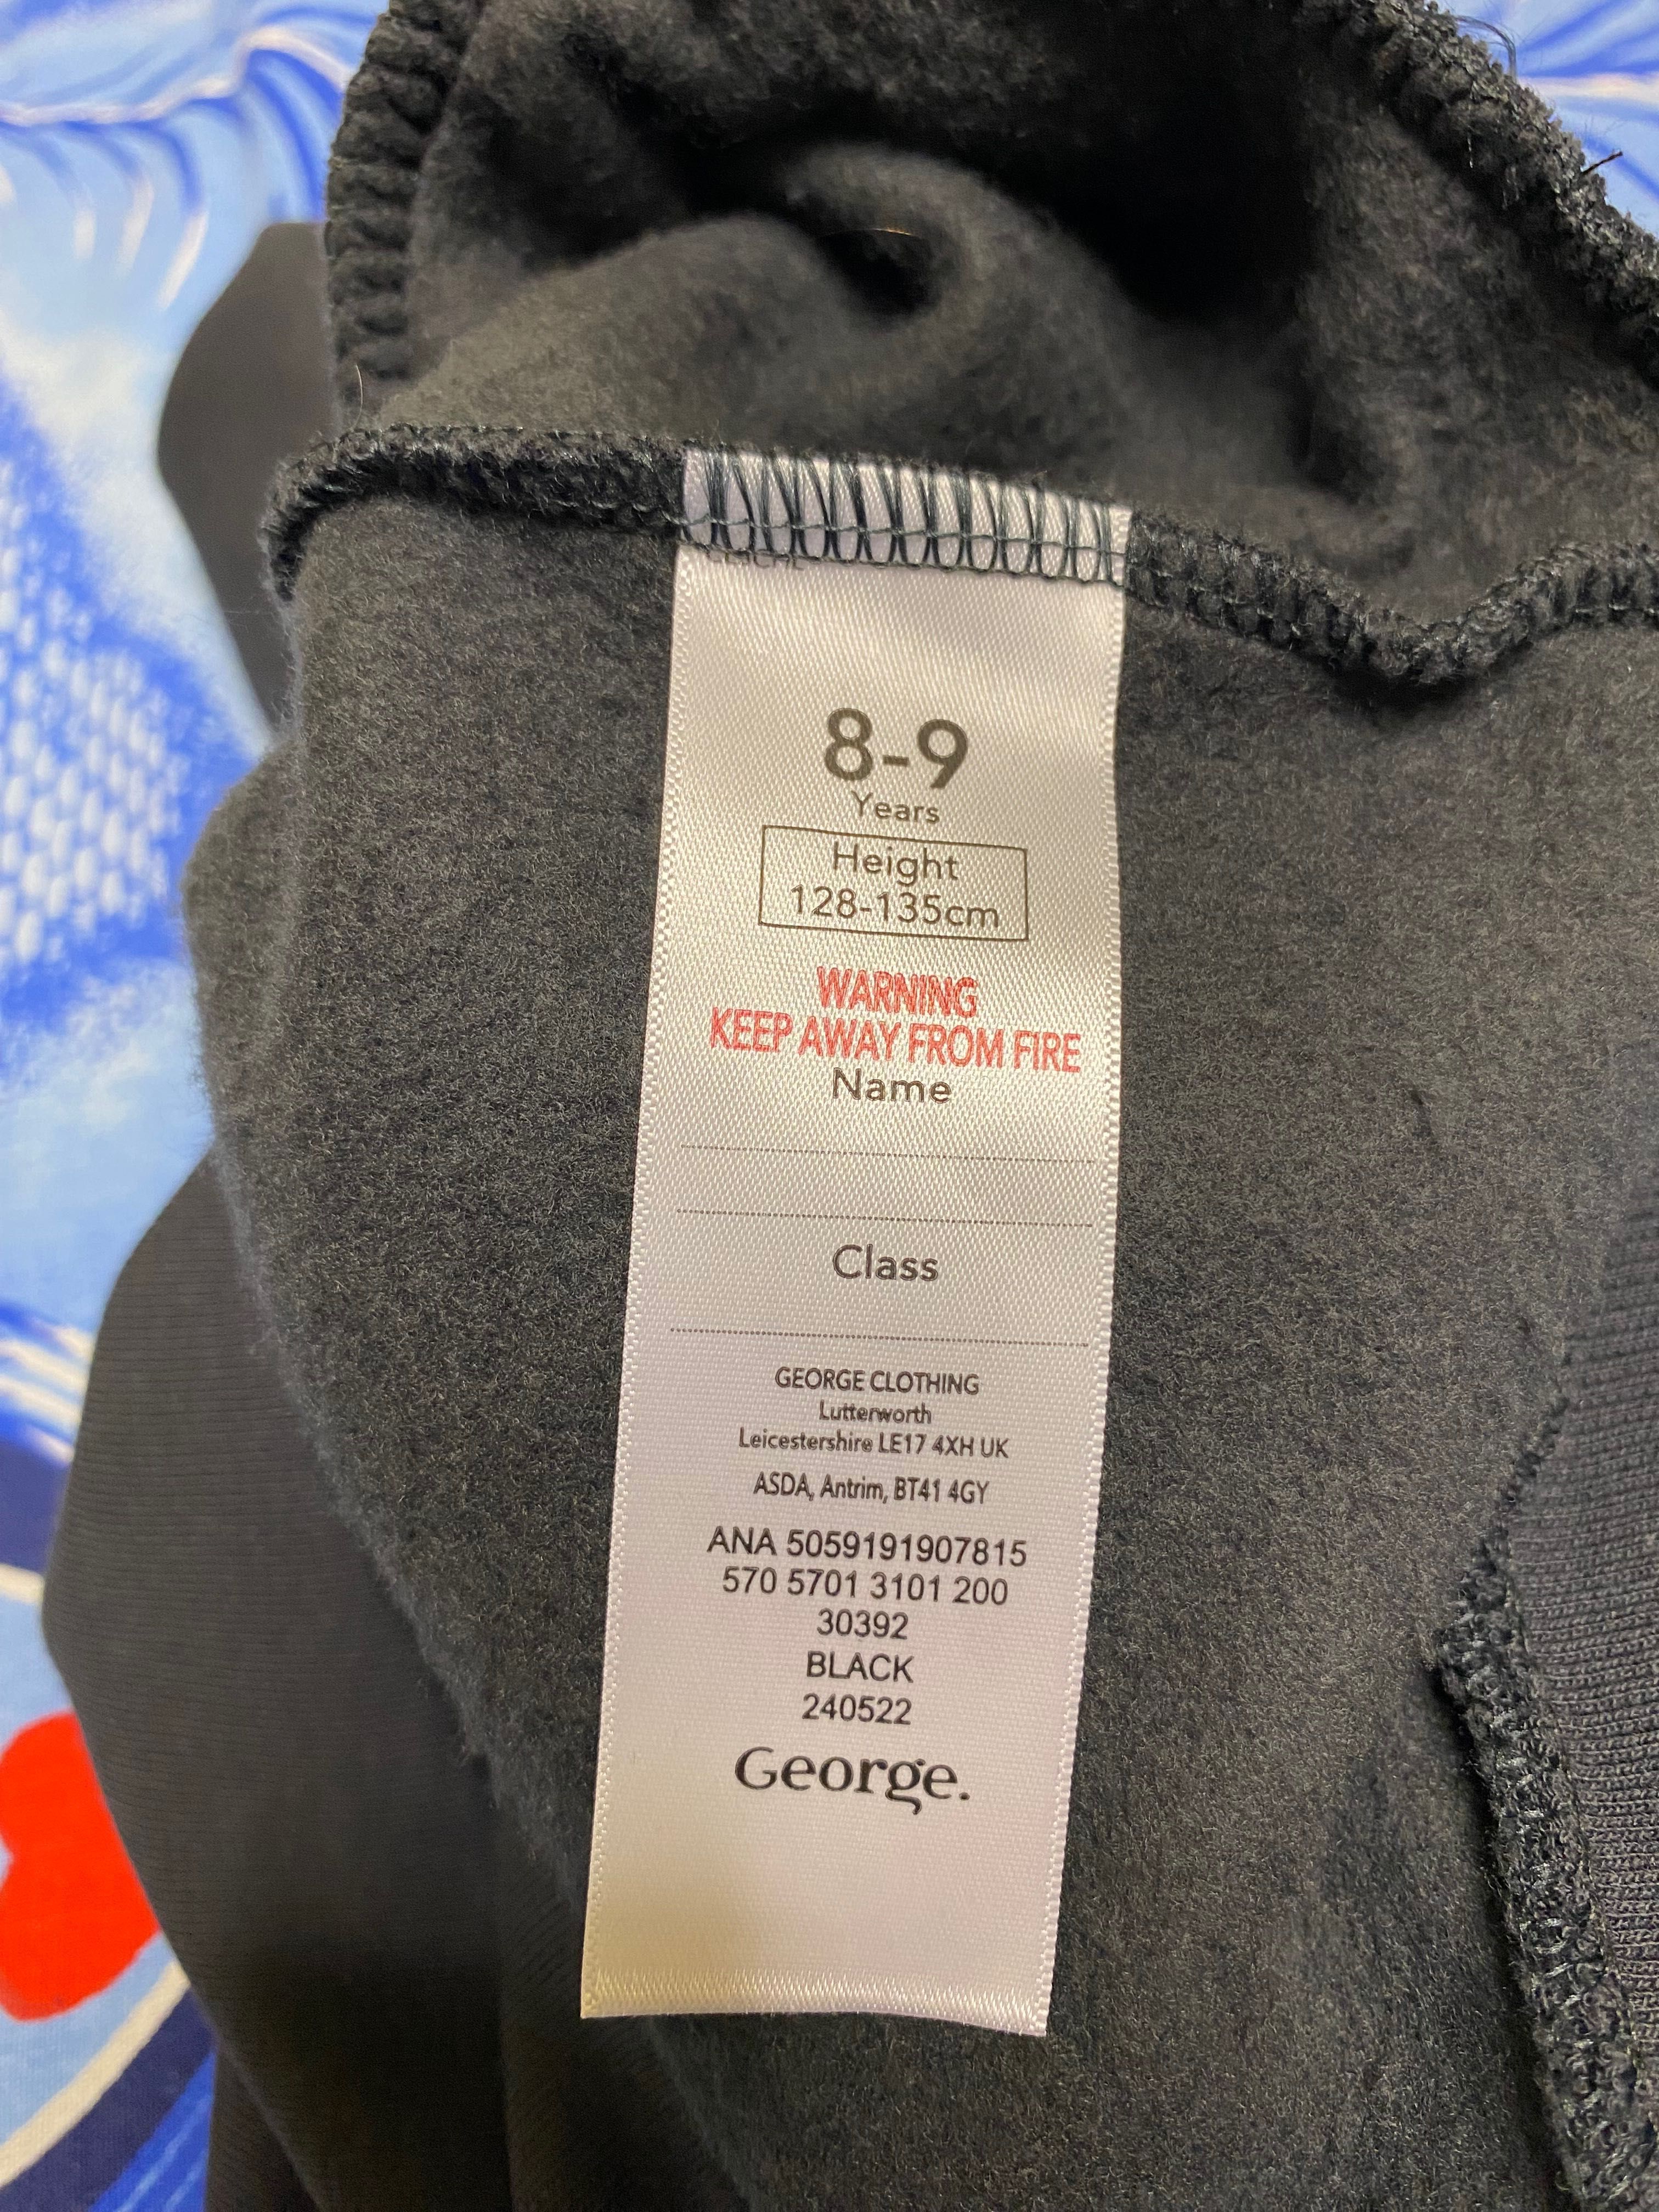 8-9
Years
Height
128-135cm
WARNING
KEEP AWAY FROM FIRE
Name
Class
GEORGE CLOTHING
Lutterworth
Leicestershire LE17 4XH UK
ASDA, Antrim, BT41 4GY
ANA 5059191907815
570 5701 3101 200
30392
BLACK
240522
George.